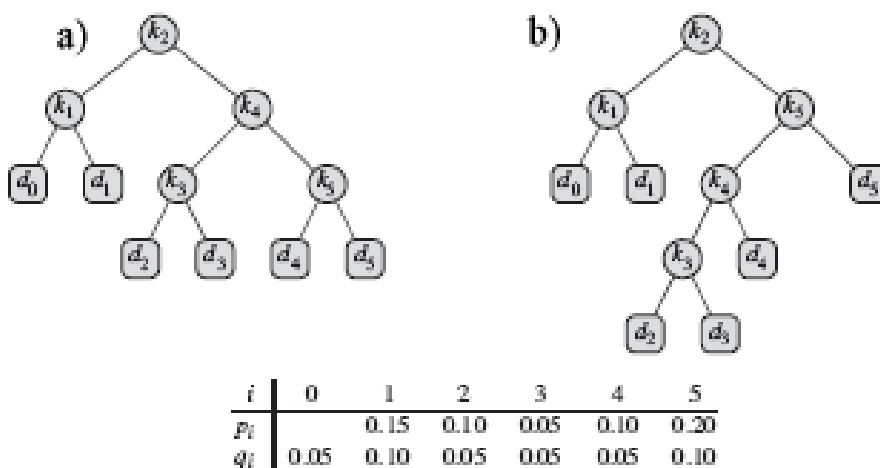 a) k2 b) k2
k1 k4 k1 k5
d0 d1 k3 k5 d0 d1 k4 d5
d2 d3 d4 d5 k3 d4
d2 d3
i 0 1 2 3 4 5
pi 0.15 0.10 0.05 0.10 0.20
qi 0.05 0.10 0.05 0.05 0.05 0.10